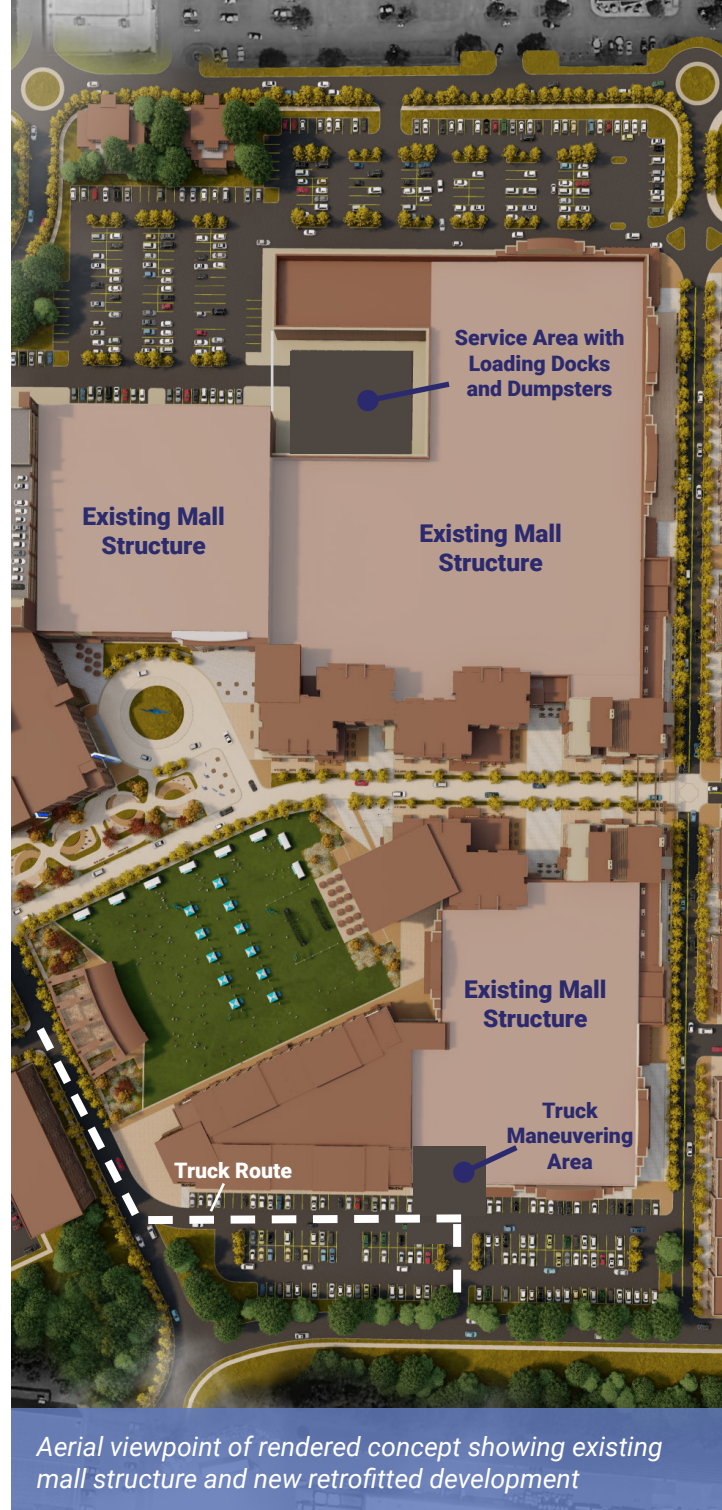 Service Area with
Loading Docks
and Dumpsters
Existing Mall
Structure
Existing Mall
Structure
Existing Mall
Structure
Truck
Maneuvering
Area
Truck Route
Aerial viewpoint of rendered concept showing existing
mall structure and new retrofitted development